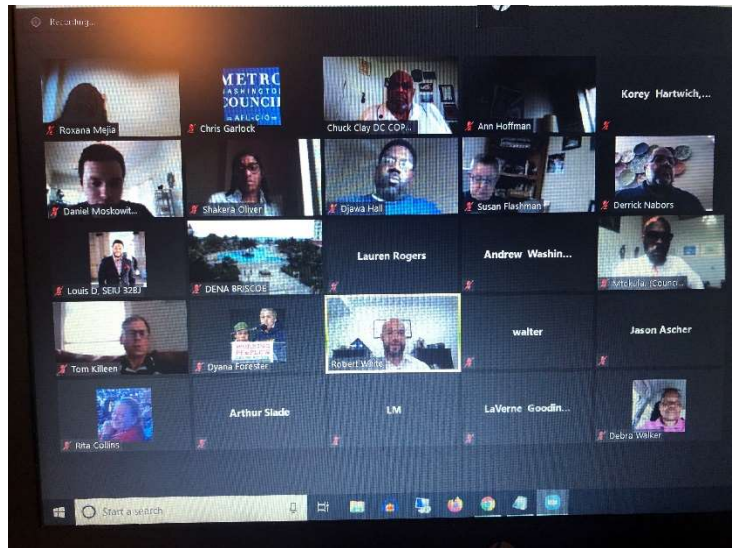 Recording...
METRO
WASHINGTON
COUNCIL
AFL-CIO
Korey Hartwich,...
Roxana Mejia
Chris Garlock
Chuck Clay DC COP...
Ann Hoffman
Daniel Moskowit...
Shakera Oliver
Djawa Hall
Susan Flashman
Derrick Nabors
Lauren Rogers
Andrew Washin...
Louis D, SEIU 32BJ
DENA BRISCOE
walter
Jason Ascher
Tom Killeen
Dyana Forester
Robert White
Arthur Slade
LM
LaVerne Goodin...
Rita Collins
Debra Walker
Start a search